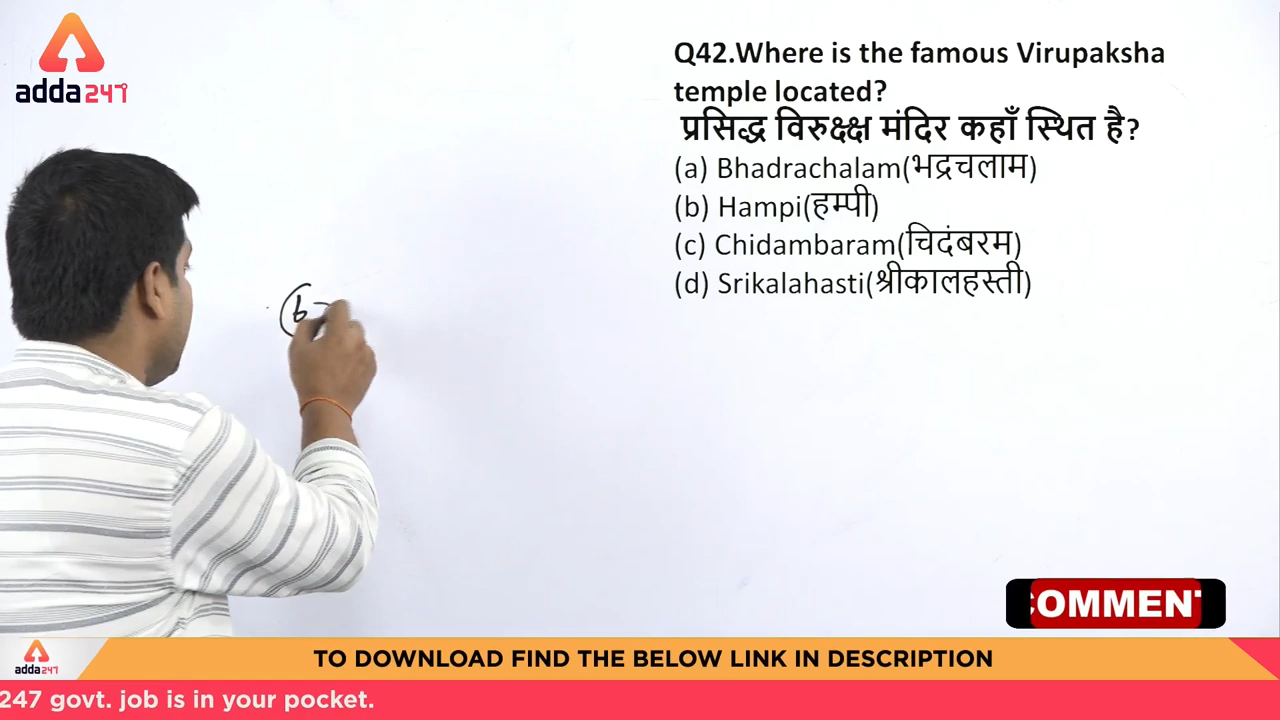 adda247
Q42.Where is the famous Virupaksha
temple located?
प्रसिद्ध विरुक्ष्क्ष मंदिर कहाँ स्थित है?
(a) Bhadrachalam(भद्रचलाम)
(b) Hampi(हम्पी)
(c) Chidambaram(चिदंबरम)
(d) Srikalahasti(श्रीकालहस्ती)
(b
OMMEN
adda247
TO DOWNLOAD FIND THE BELOW LINK IN DESCRIPTION
247 govt. job is in your pocket.